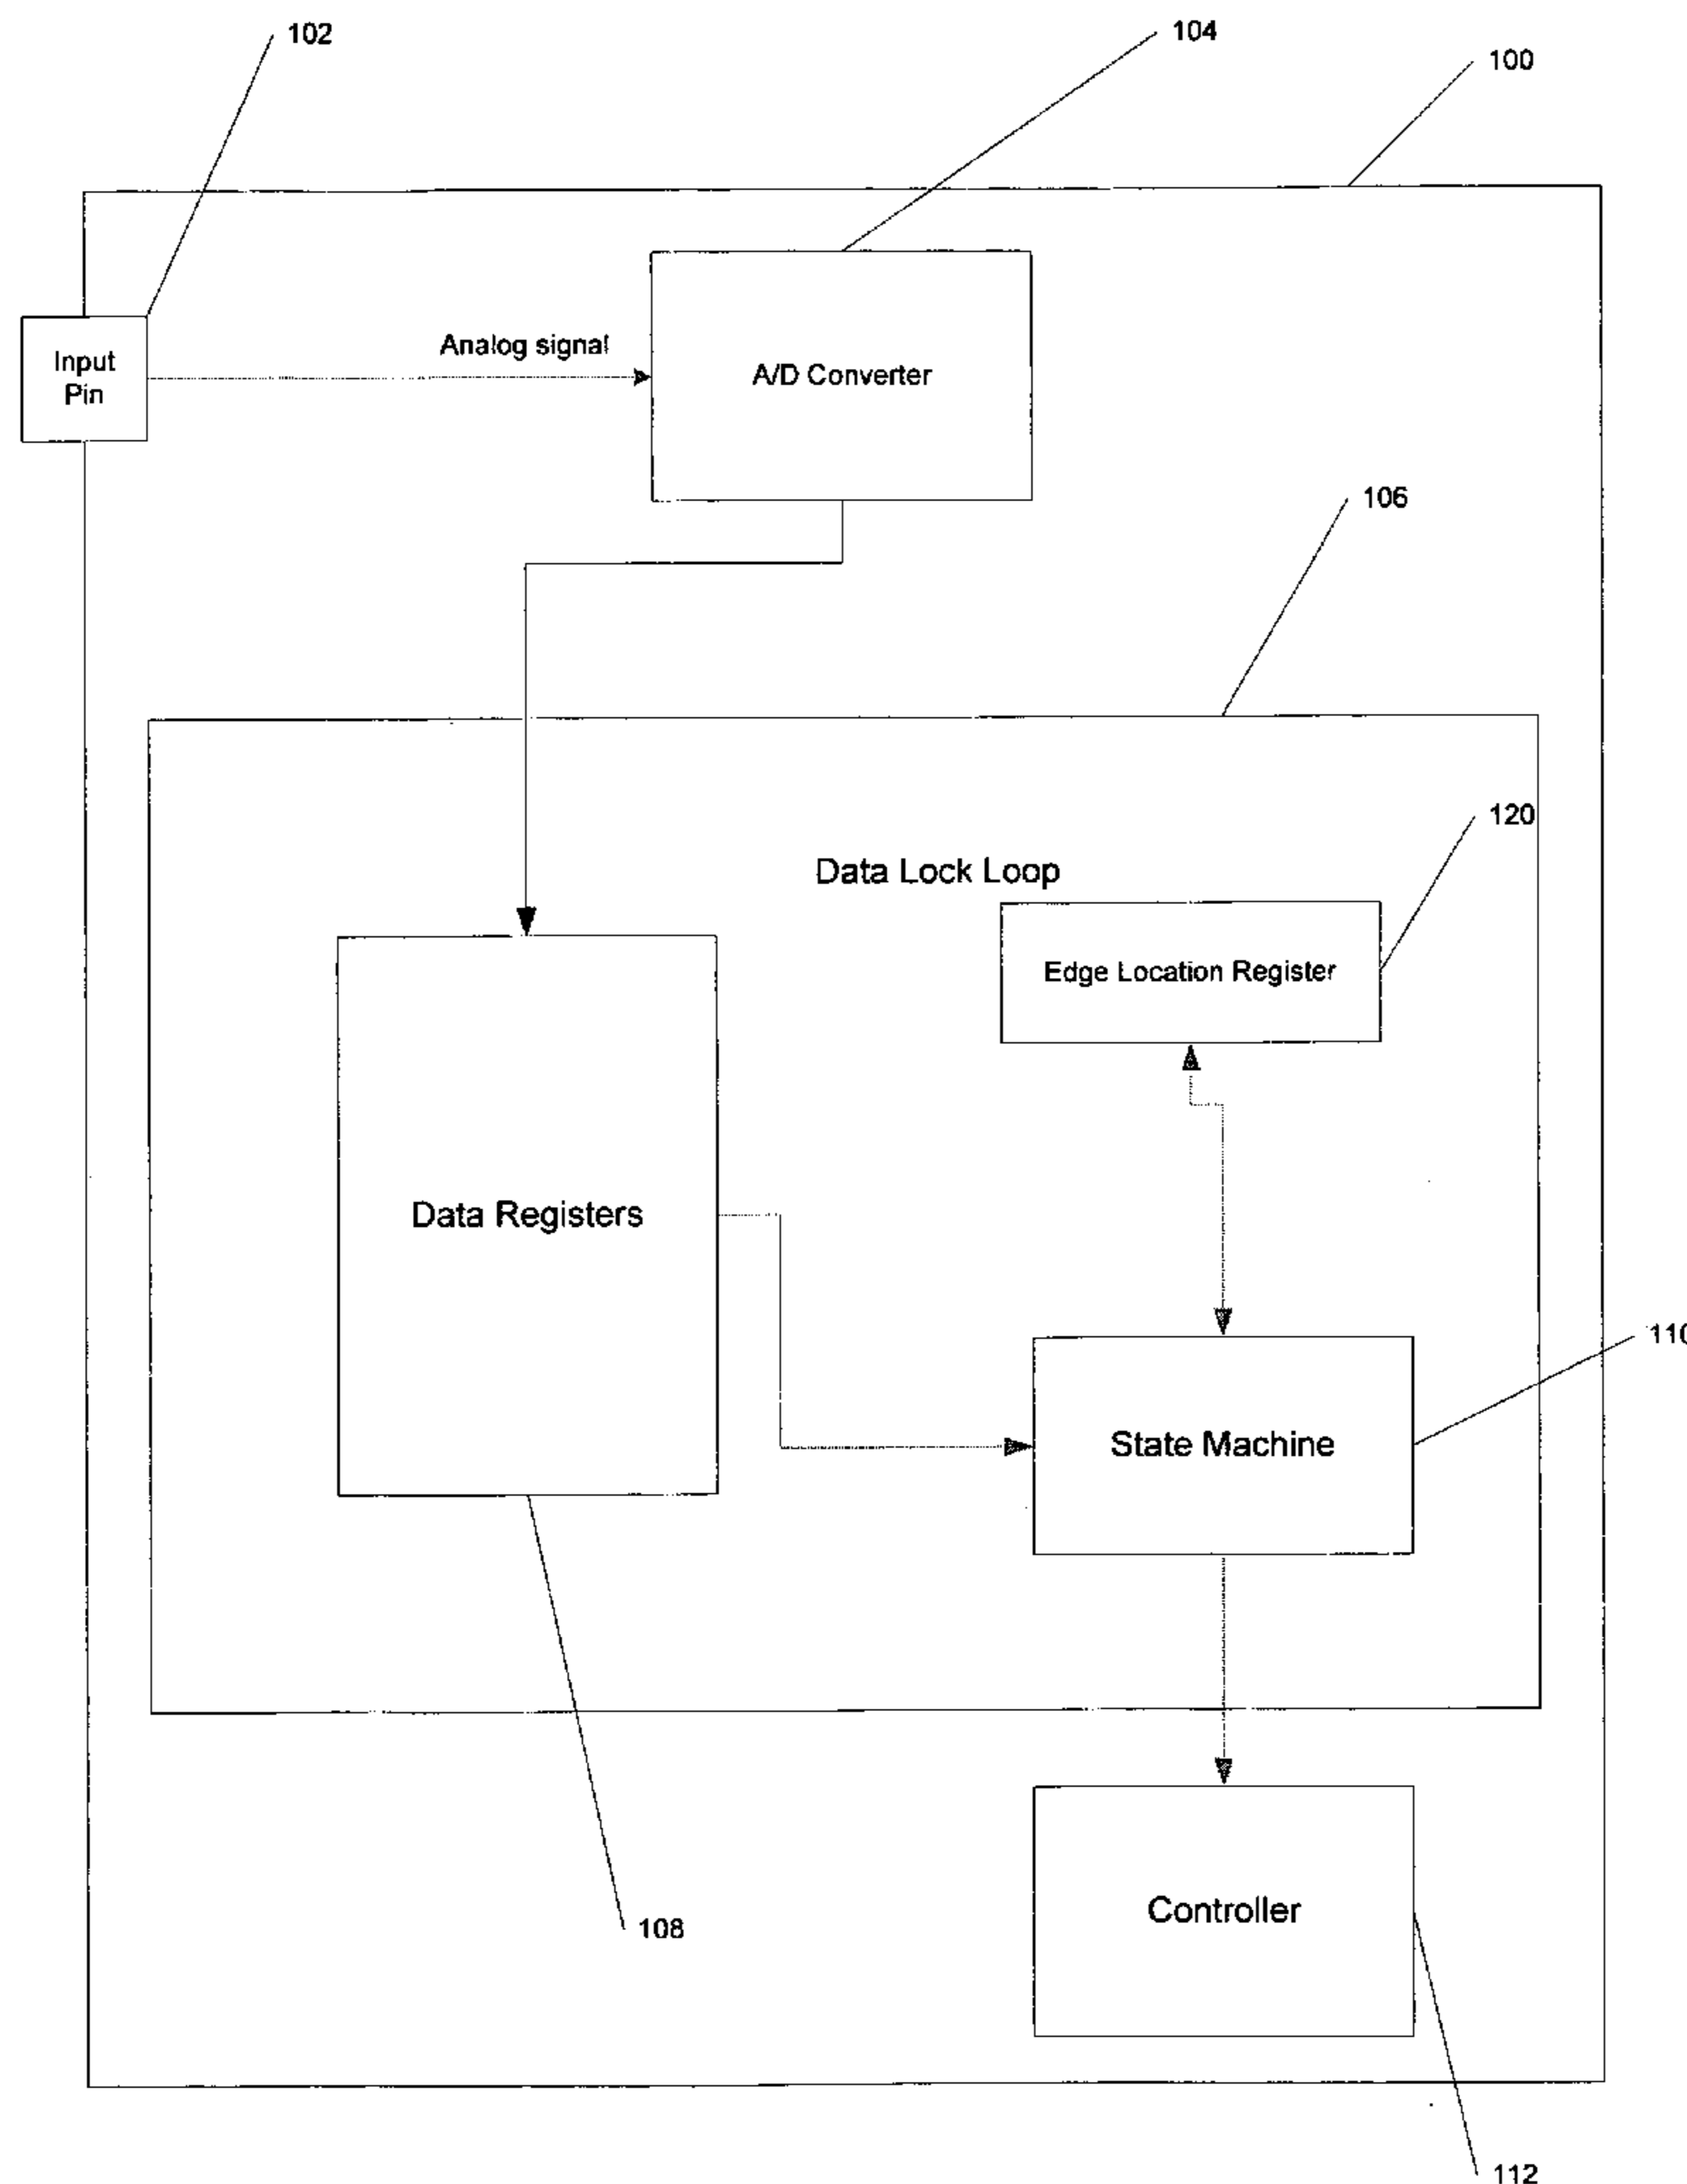 102
104
100
Input
Pin
Analog signal
A/D Converter
106
120
Data Lock Loop
Edge Location Register
Data Registers
110
State Machine
Controller
108
112